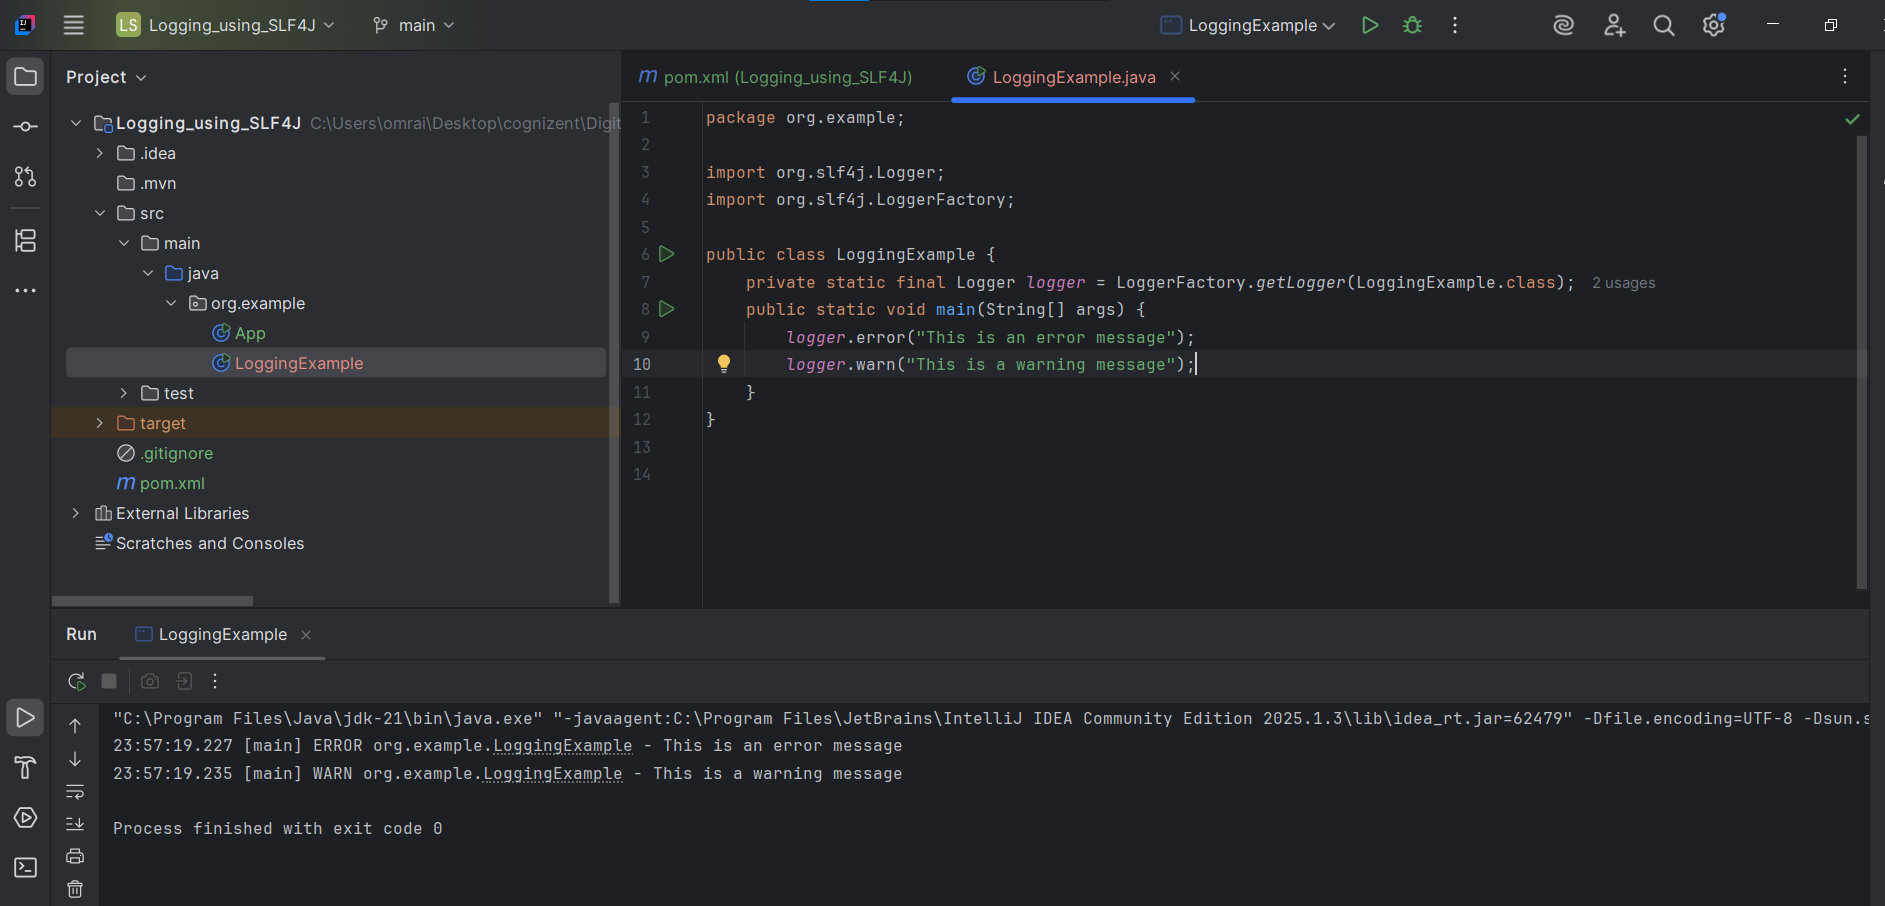 LS Logging_using_SLF4J main LoggingExample
Project
Logging_using_SLF4J C:\Users\omrai\Desktop\cognizent\Digit
.idea
.mvn
src
main
java
org.example
App
LoggingExample
test
target
.gitignore
m pom.xml
External Libraries
Scratches and Consoles
m pom.xml (Logging_using_SLF4J) LoggingExample.java
1 package org.example;
2
3 import org.slf4j.Logger;
4 import org.slf4j.LoggerFactory;
5
6 public class LoggingExample {
7 private static final Logger logger = LoggerFactory.getLogger(LoggingExample.class); 2 usages
8 public static void main(String[] args) {
9 logger.error("This is an error message");
10 logger.warn("This is a warning message");
11 }
12 }
13
14
Run LoggingExample
"C:\Program Files\Java\jdk-21\bin\java.exe" "-javaagent:C:\Program Files\JetBrains\IntelliJ IDEA Community Edition 2025.1.3\lib\idea_rt.jar=62479" -Dfile.encoding=UTF-8 -Dsun.s
23:57:19.227 [main] ERROR org.example.LoggingExample - This is an error message
23:57:19.235 [main] WARN org.example.LoggingExample - This is a warning message
Process finished with exit code 0